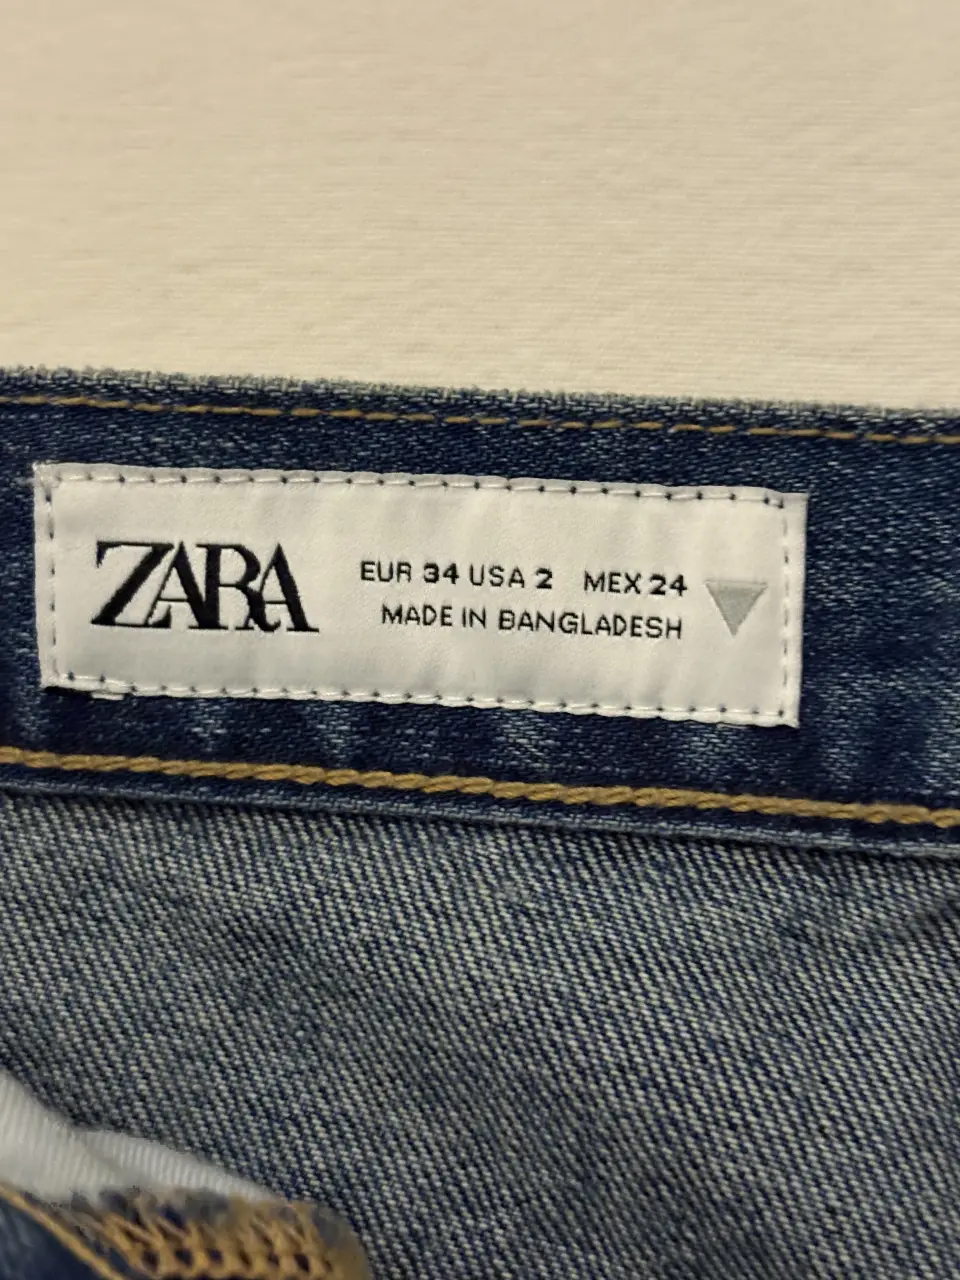 ZARA
EUR 34 USA 2 MEX 24
MADE IN BANGLADESH